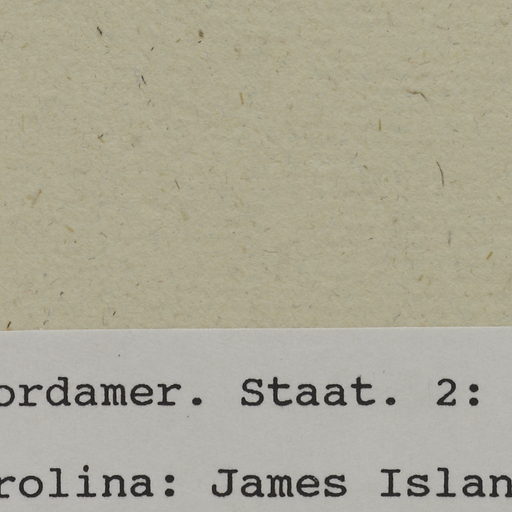 ordamer. Staat. 2:
rolina: James Islan